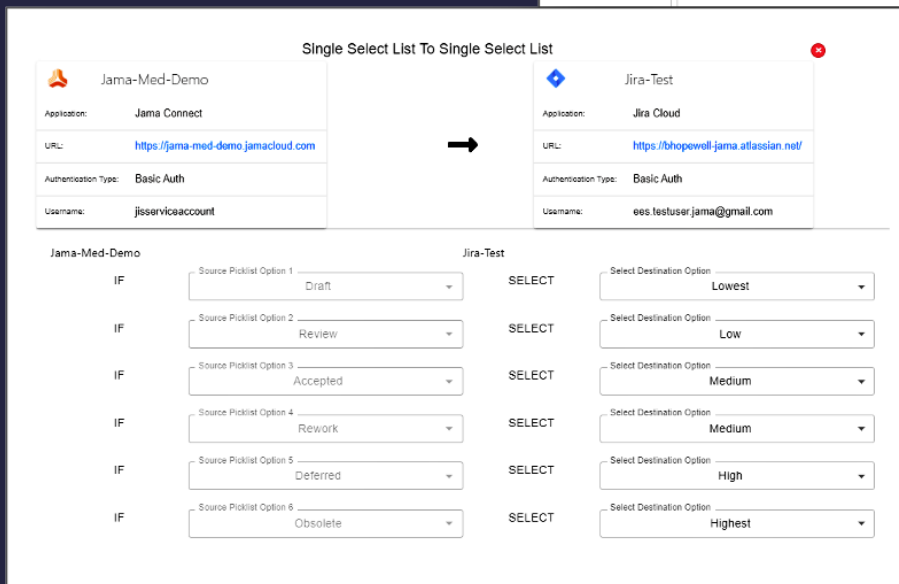 Single Select List To Single Select List
Jama-Med-Demo
Application: Jama Connect
URL: https://jama-med-demo.jamacloud.com
Authentication Type: Basic Auth
Username: jisserviceaccount
Jira-Test
Application: Jira Cloud
URL: https://bhopewell-jama.atlassian.net/
Authentication Type: Basic Auth
Username: ees.testuser.jama@gmail.com
Jama-Med-Demo Jira-Test
IF Source Picklist Option 1 Draft SELECT Select Destination Option Lowest
IF Source Picklist Option 2 Review SELECT Select Destination Option Low
IF Source Picklist Option 3 Accepted SELECT Select Destination Option Medium
IF Source Picklist Option 4 Rework SELECT Select Destination Option Medium
IF Source Picklist Option 5 Deferred SELECT Select Destination Option High
IF Source Picklist Option 6 Obsolete SELECT Select Destination Option Highest